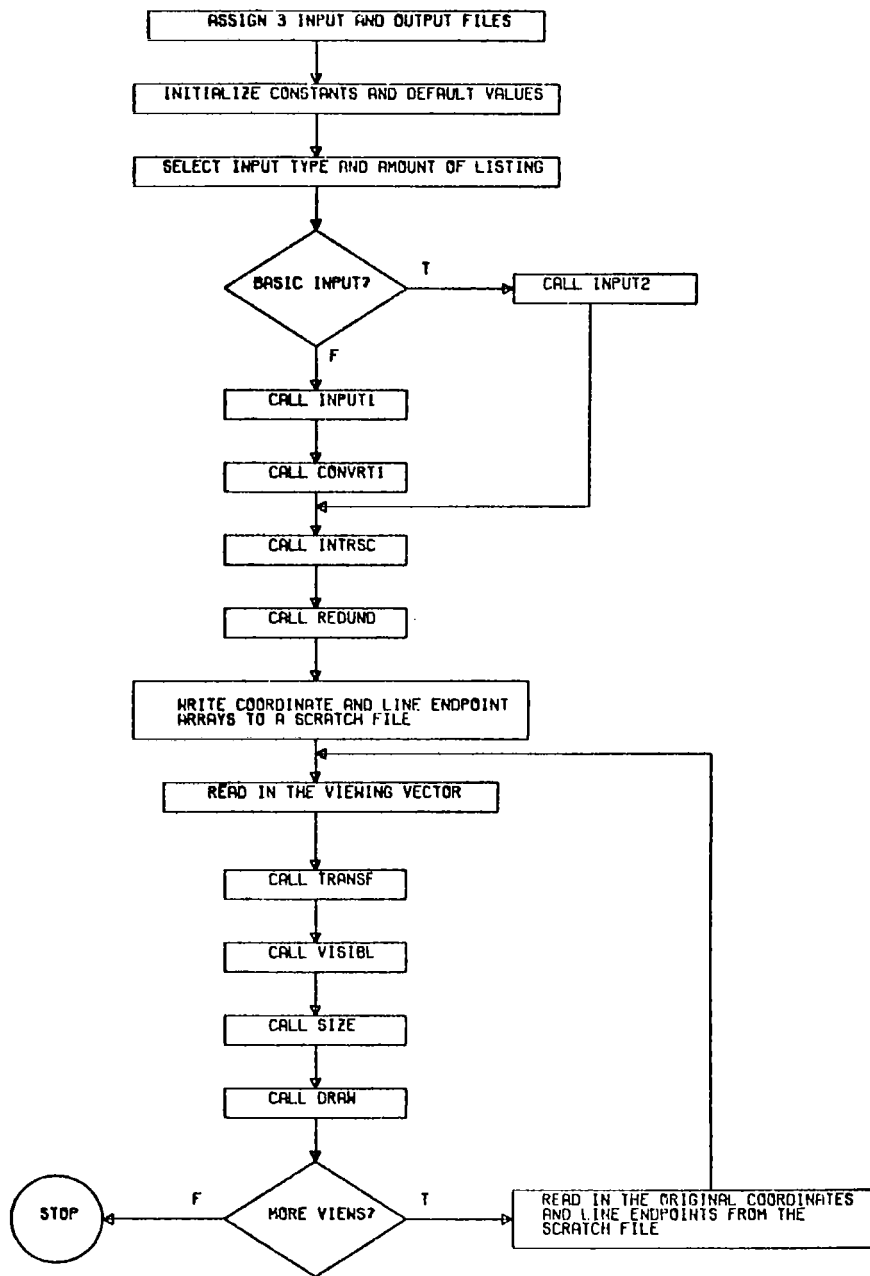 ASSIGN 3 INPUT AND OUTPUT FILES
INITIALIZE CONSTANTS AND DEFAULT VALUES
SELECT INPUT TYPE AND AMOUNT OF LISTING
BASIC INPUT?
T
CALL INPUT2
F
CALL INPUT1
CALL CONVRT1
CALL INTRSC
CALL REDUND
WRITE COORDINATE AND LINE ENDPOINT
ARRAYS TO A SCRATCH FILE
READ IN THE VIEWING VECTOR
CALL TRANSF
CALL VISIBL
CALL SIZE
CALL DRAW
STOP
F
MORE VIEWS?
T
READ IN THE ORIGINAL COORDINATES
AND LINE ENDPOINTS FROM THE
SCRATCH FILE